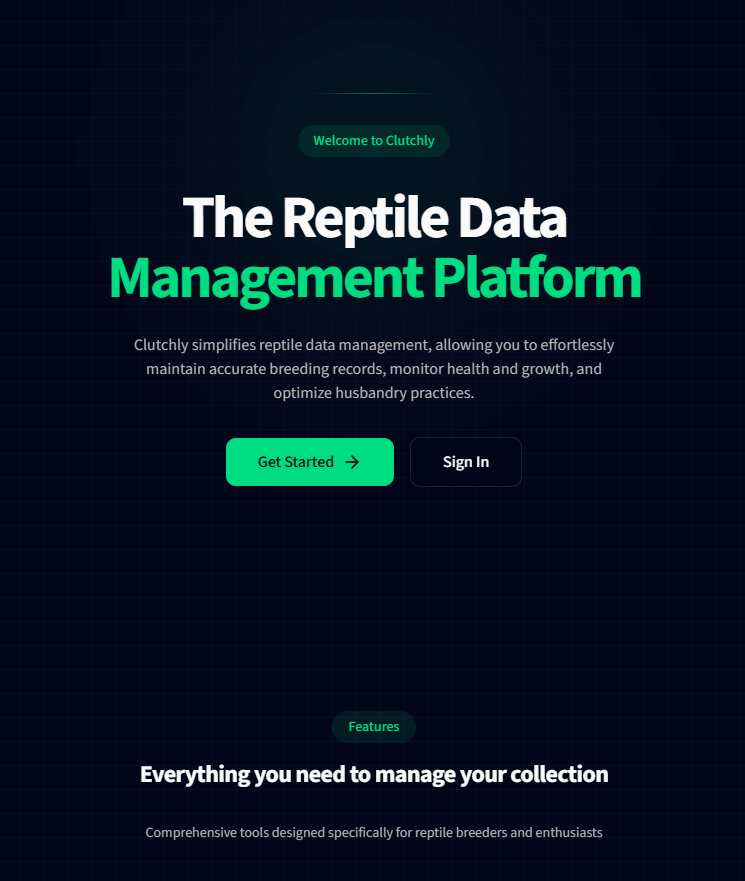 Welcome to Clutchly
The Reptile Data
Management Platform
Clutchly simplifies reptile data management, allowing you to effortlessly
maintain accurate breeding records, monitor health and growth, and
optimize husbandry practices.
Get Started
Sign In
Features
Everything you need to manage your collection
Comprehensive tools designed specifically for reptile breeders and enthusiasts